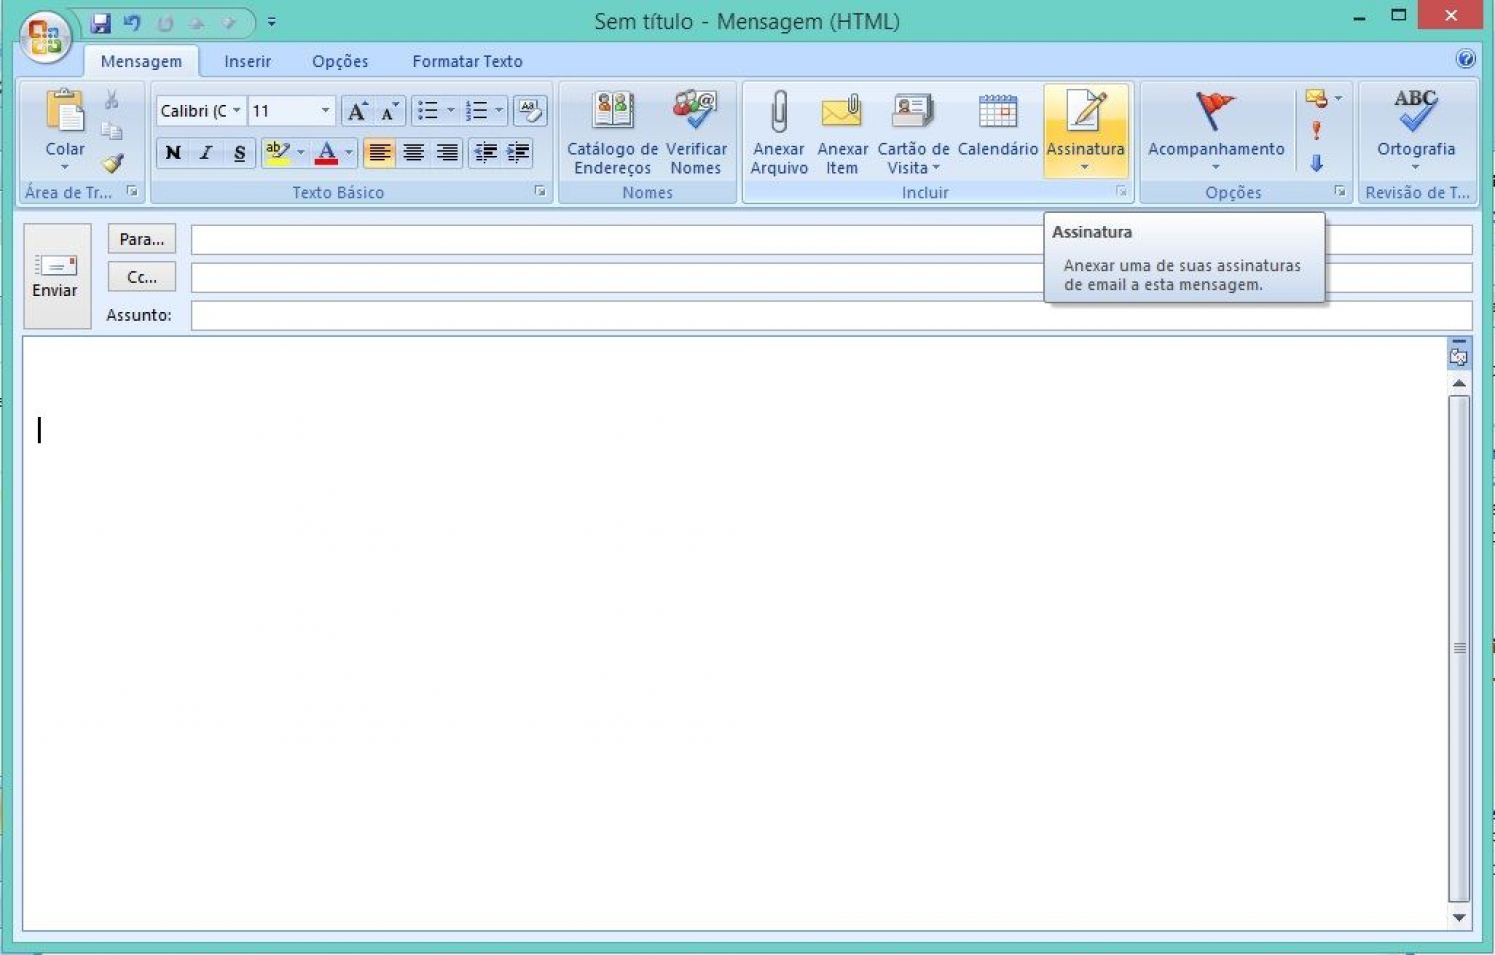 Sem título - Mensagem (HTML)
Mensagem Inserir Opções Formatar Texto
Colar
Área de Tr...
Calibri (C 11
N I S
Texto Básico
Catálogo de Endereços
Verificar Nomes
Nomes
Anexar Arquivo
Anexar Item
Cartão de Visita
Calendário
Assinatura
Incluir
Acompanhamento
Opções
ABC
Ortografia
Revisão de T...
Assinatura
Anexar uma de suas assinaturas
de email a esta mensagem.
Enviar
Para...
Cc...
Assunto: